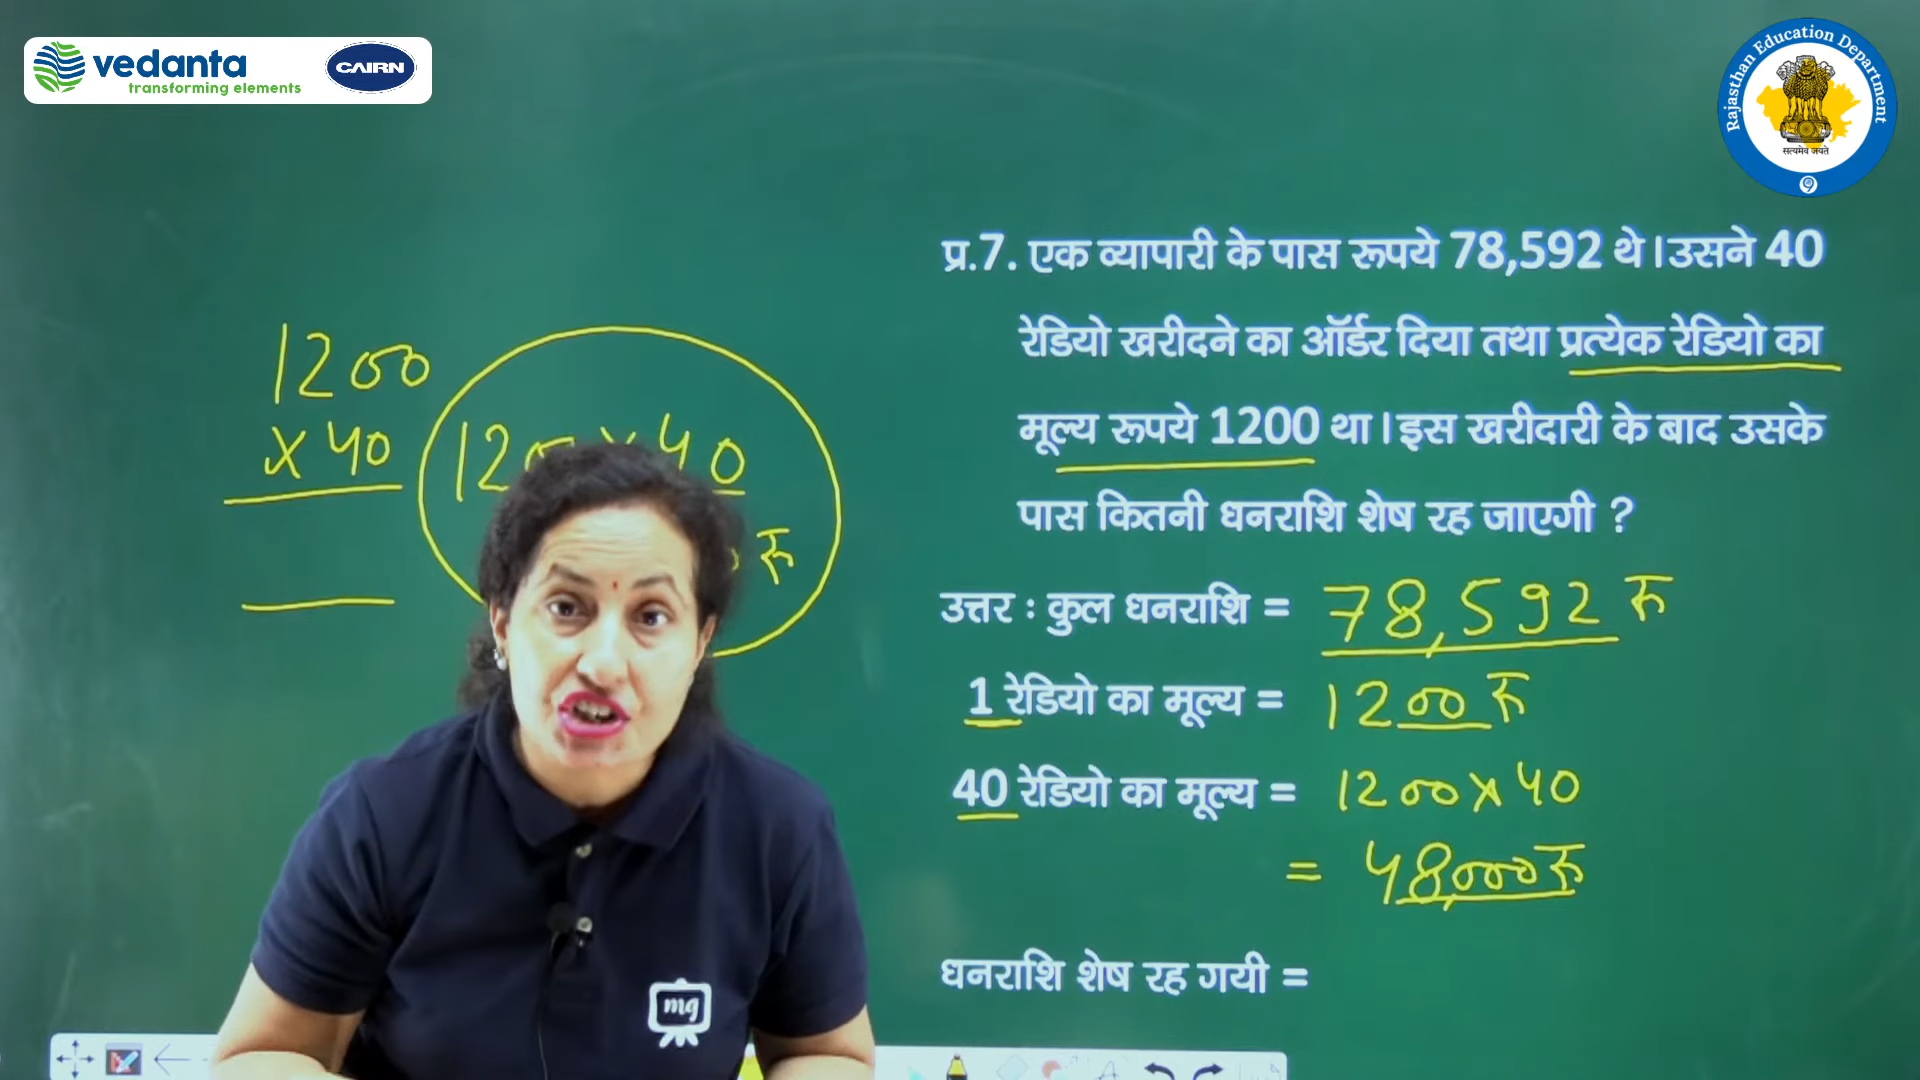 vedanta
transforming elements
CAIRN
Rajasthan Education Department
सत्यमेव जयते
प्र.7. एक व्यापारी के पास रूपये 78,592 थे। उसने 40
रेडियो खरीदने का ऑर्डर दिया तथा प्रत्येक रेडियो का
मूल्य रूपये 1200 था। इस खरीदारी के बाद उसके
पास कितनी धनराशि शेष रह जाएगी ?
उत्तर : कुल धनराशि = 78,592 रु
1 रेडियो का मूल्य = 1200 रु
40 रेडियो का मूल्य = 1200 x 40
= 48,000 रु
धनराशि शेष रह गयी =
1200
x 40
40
रु
mg